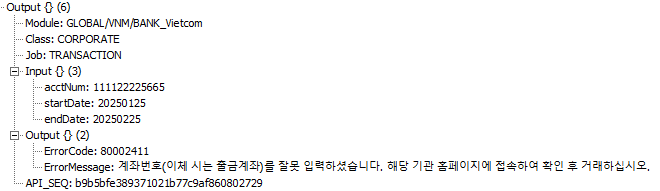 Output {} (6)
Module: GLOBAL/VNM/BANK_Vietcom
Class: CORPORATE
Job: TRANSACTION
Input {} (3)
acctNum: 111122225665
startDate: 20250125
endDate: 20250225
Output {} (2)
ErrorCode: 80002411
ErrorMessage: 계좌번호(이체 시는 출금계좌)를 잘못 입력하셨습니다. 해당 기관 홈페이지에 접속하여 확인 후 거래하십시오.
API_SEQ: b9b5bfe389371021b77c9af860802729